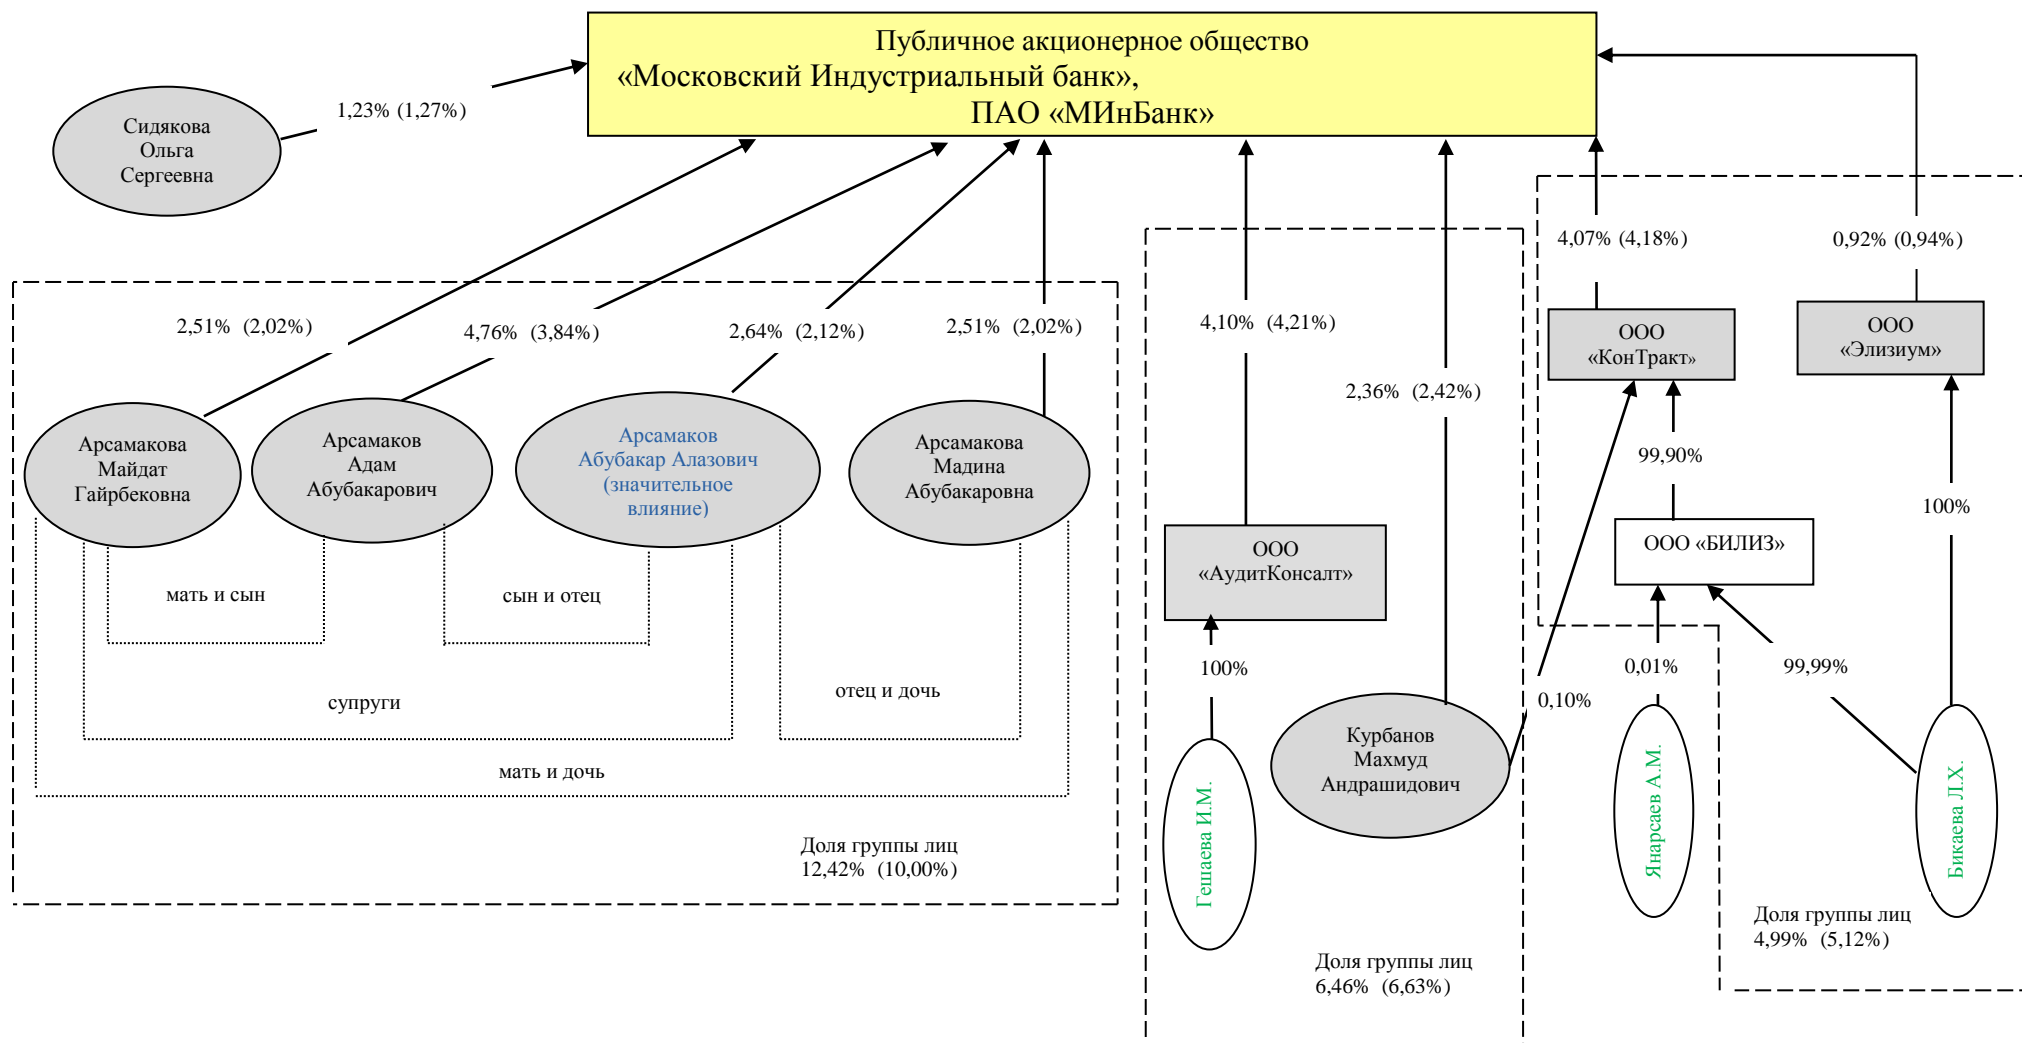 Публичное акционерное общество
«Московский Индустриальный банк»,
ПАО «МИнБанк»
Сидякова
Ольга
Сергеевна
1,23% (1,27%)
2,51% (2,02%)
4,76% (3,84%)
2,64% (2,12%)
2,51% (2,02%)
4,10% (4,21%)
2,36% (2,42%)
4,07% (4,18%)
0,92% (0,94%)
ООО
«КонТракт»
ООО
«Элизиум»
Арсамакова
Майдат
Гайрбековна
Арсамаков
Адам
Абубакарович
Арсамаков
Абубакар Алазович
(значительное
влияние)
Арсамакова
Мадина
Абубакаровна
99,90%
100%
ООО
«АудитКонсалт»
ООО «БИЛИЗ»
мать и сын
сын и отец
супруги
отец и дочь
мать и дочь
100%
0,10%
0,01%
99,99%
Гешаева И.М.
Курбанов
Махмуд
Андрашидович
Янарсаев А.М.
Бикаева Л.Х.
Доля группы лиц
12,42% (10,00%)
Доля группы лиц
6,46% (6,63%)
Доля группы лиц
4,99% (5,12%)